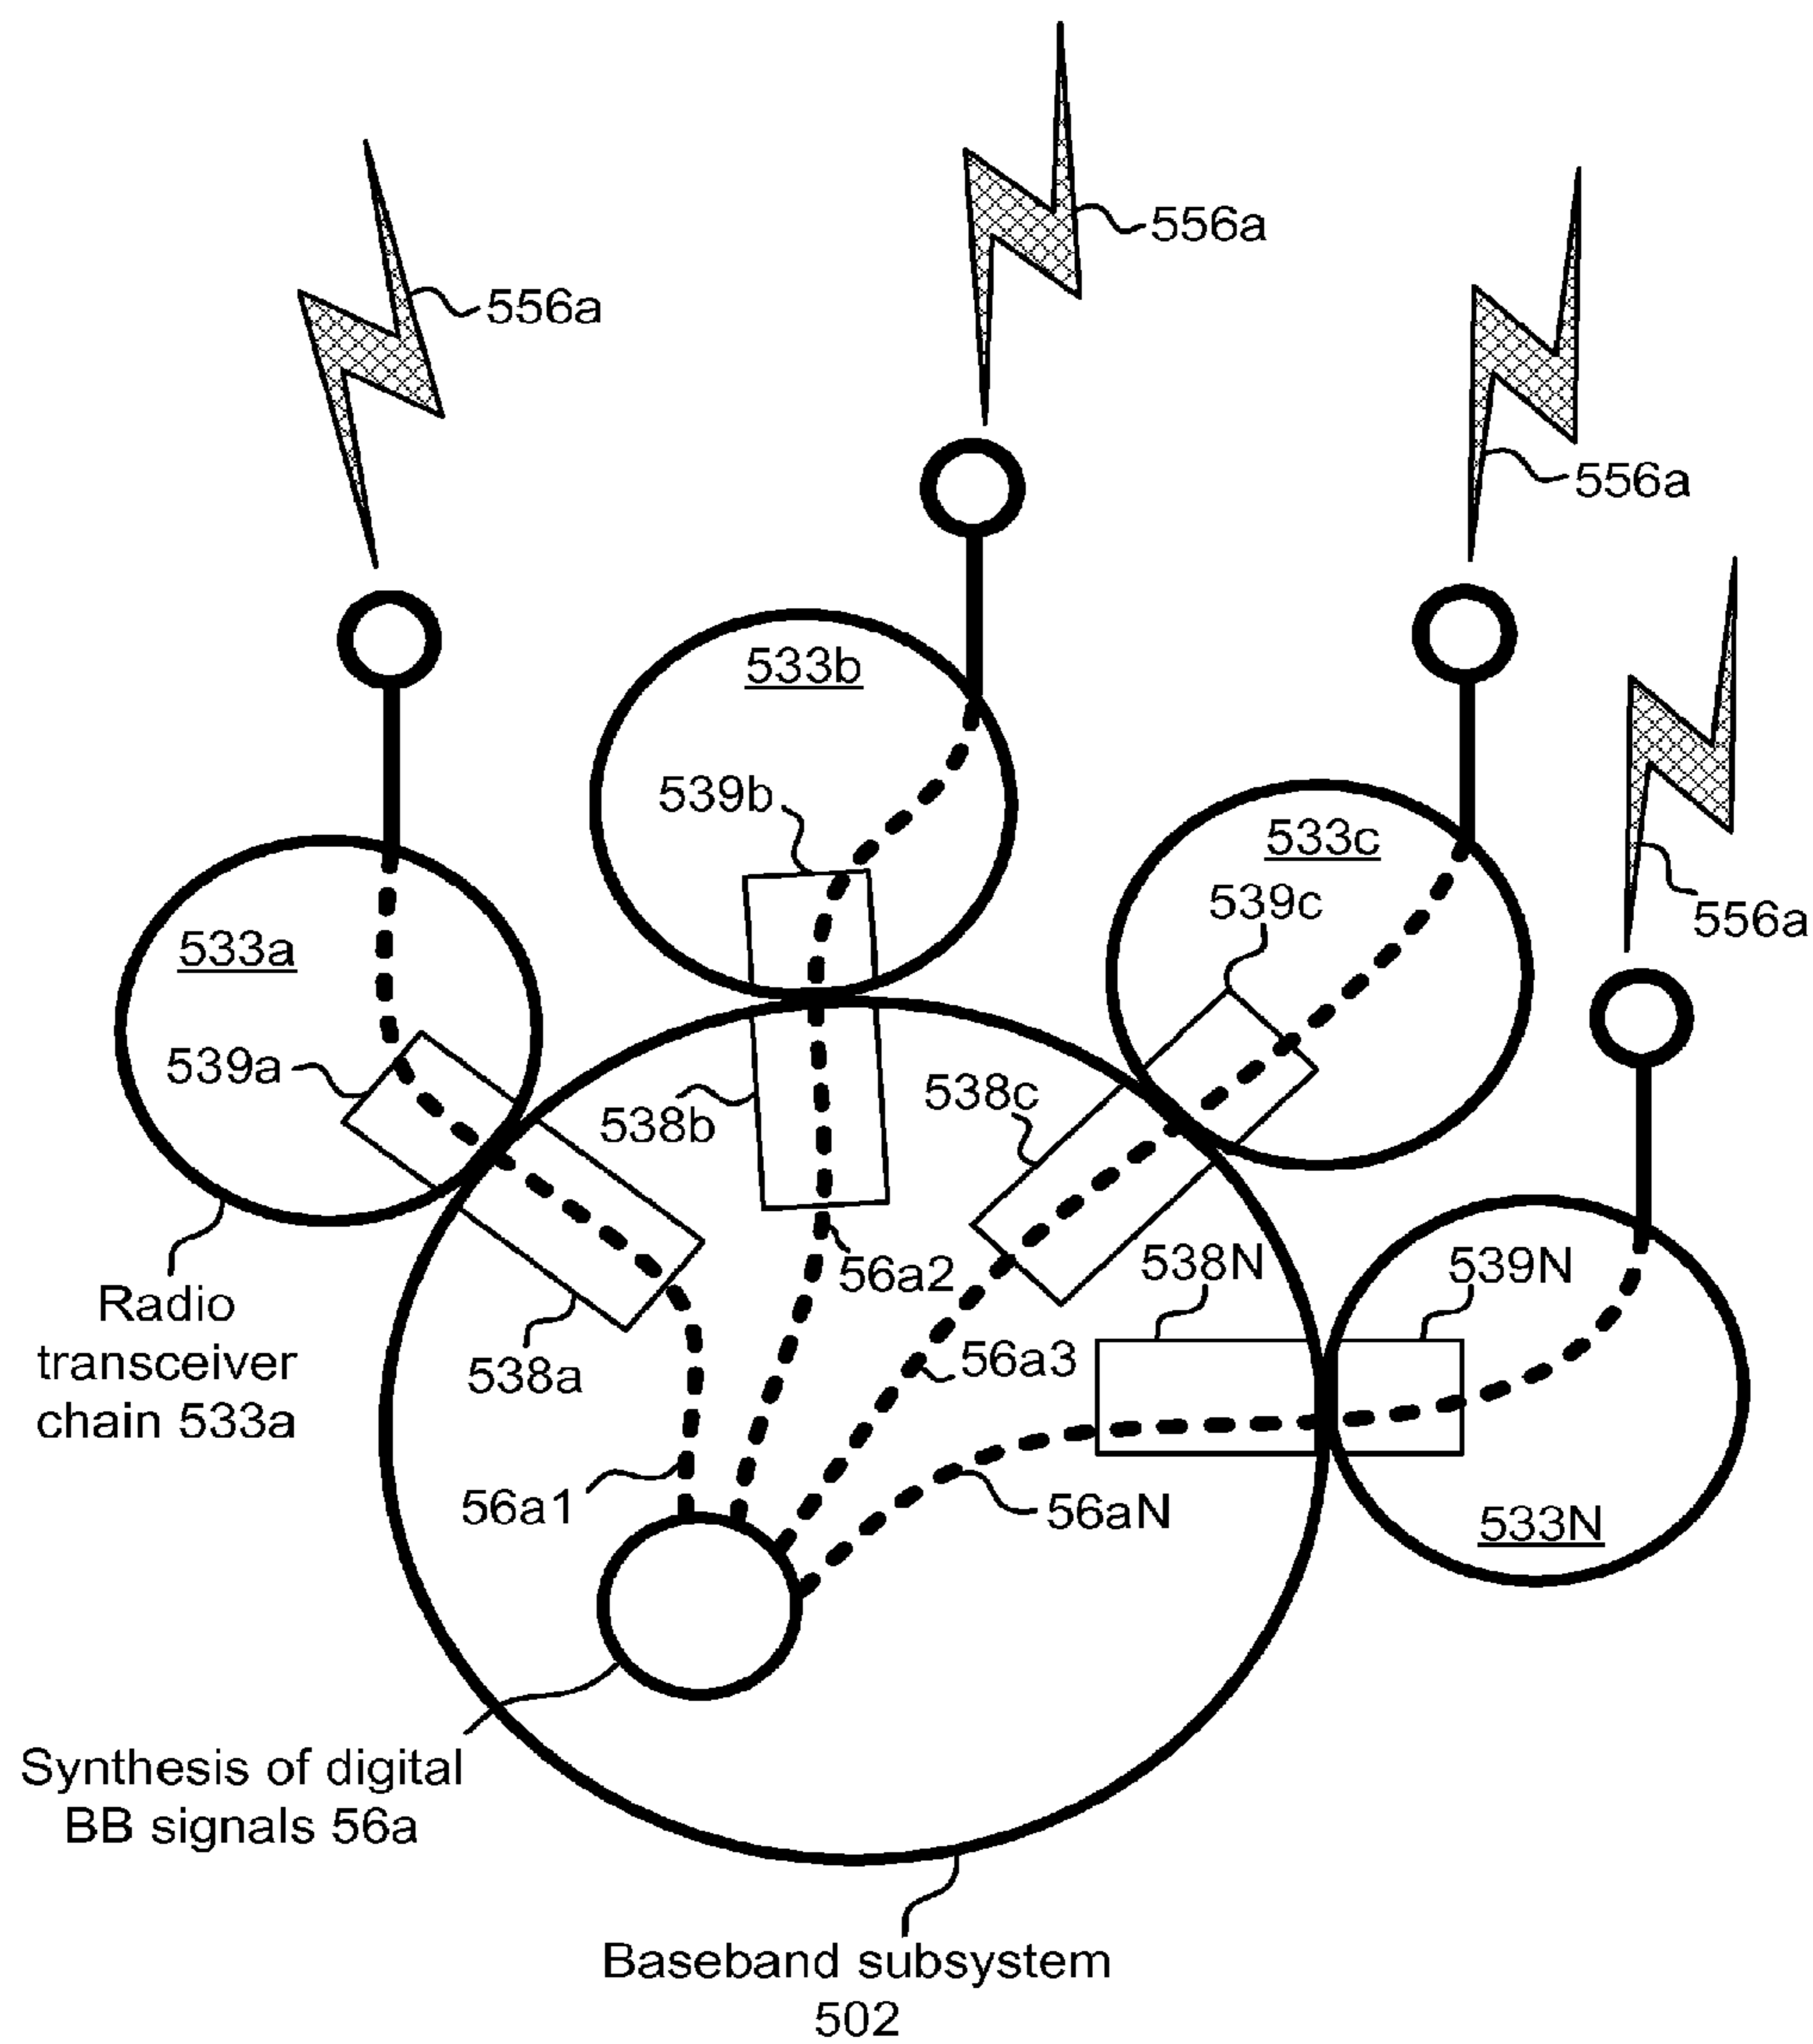 556a
556a
556a
533b
539b
533c
539c
556a
533a
539a
538c
538b
56a2
538N
539N
Radio
transceiver
chain 533a
538a
56a3
56a1
56aN
533N
Synthesis of digital
BB signals 56a
Baseband subsystem
502